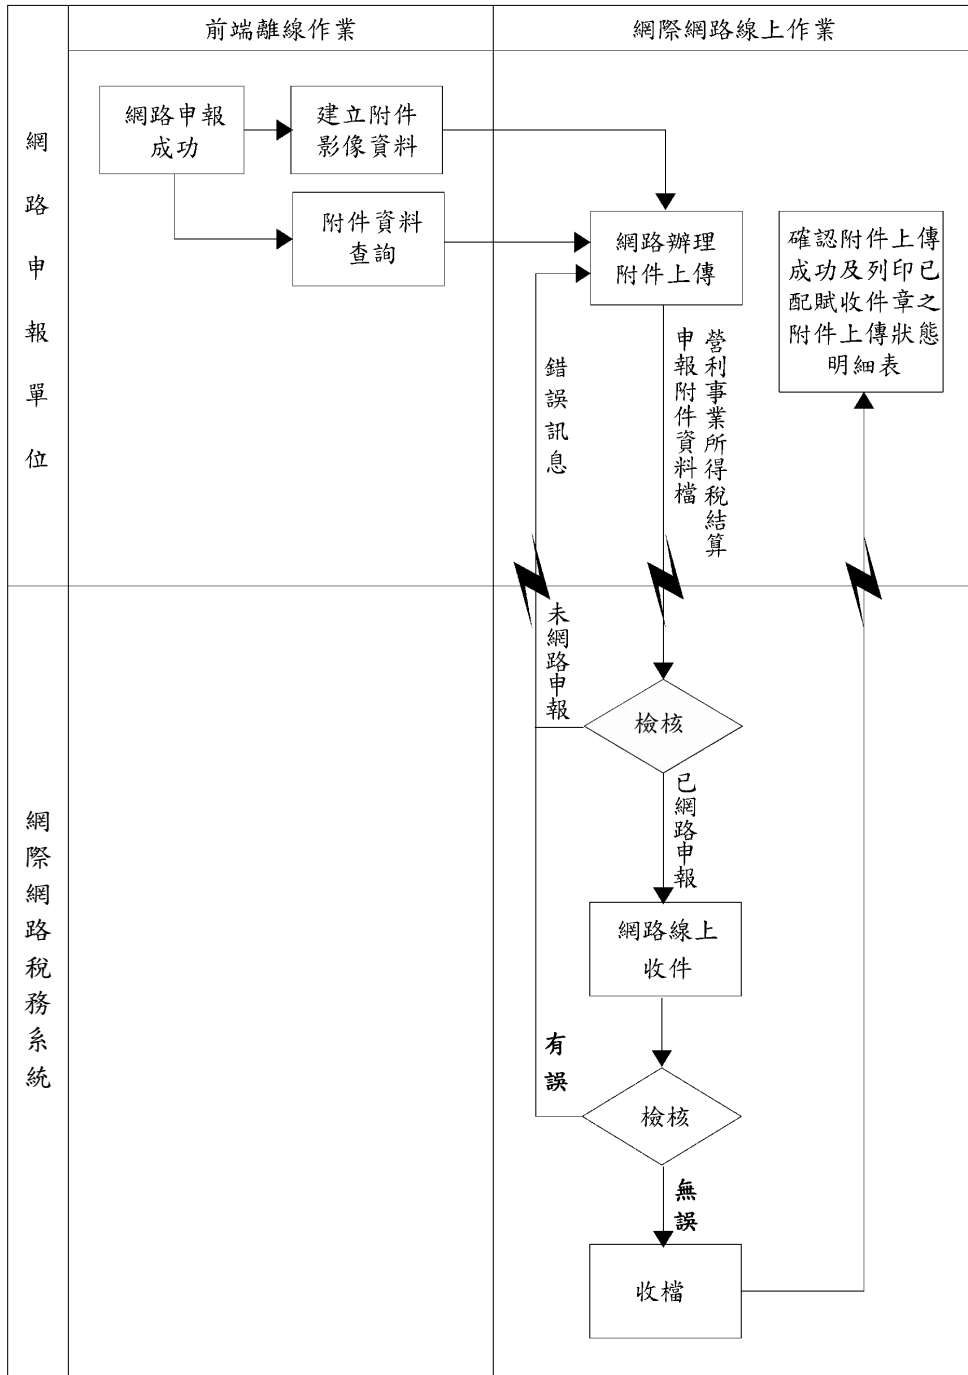 前端離線作業
網際網路線上作業
網路申報單位
網路申報
成功
建立附件
影像資料
附件資料
查詢
網路辦理
附件上傳
確認附件上傳
成功及列印已
配賦收件章之
附件上傳狀態
明細表
錯誤訊息
營利事業所得稅結算
申報附件資料檔
網際網路稅務系統
未網路申報
檢核
已網路申報
網路線上
收件
有誤
檢核
無誤
收檔